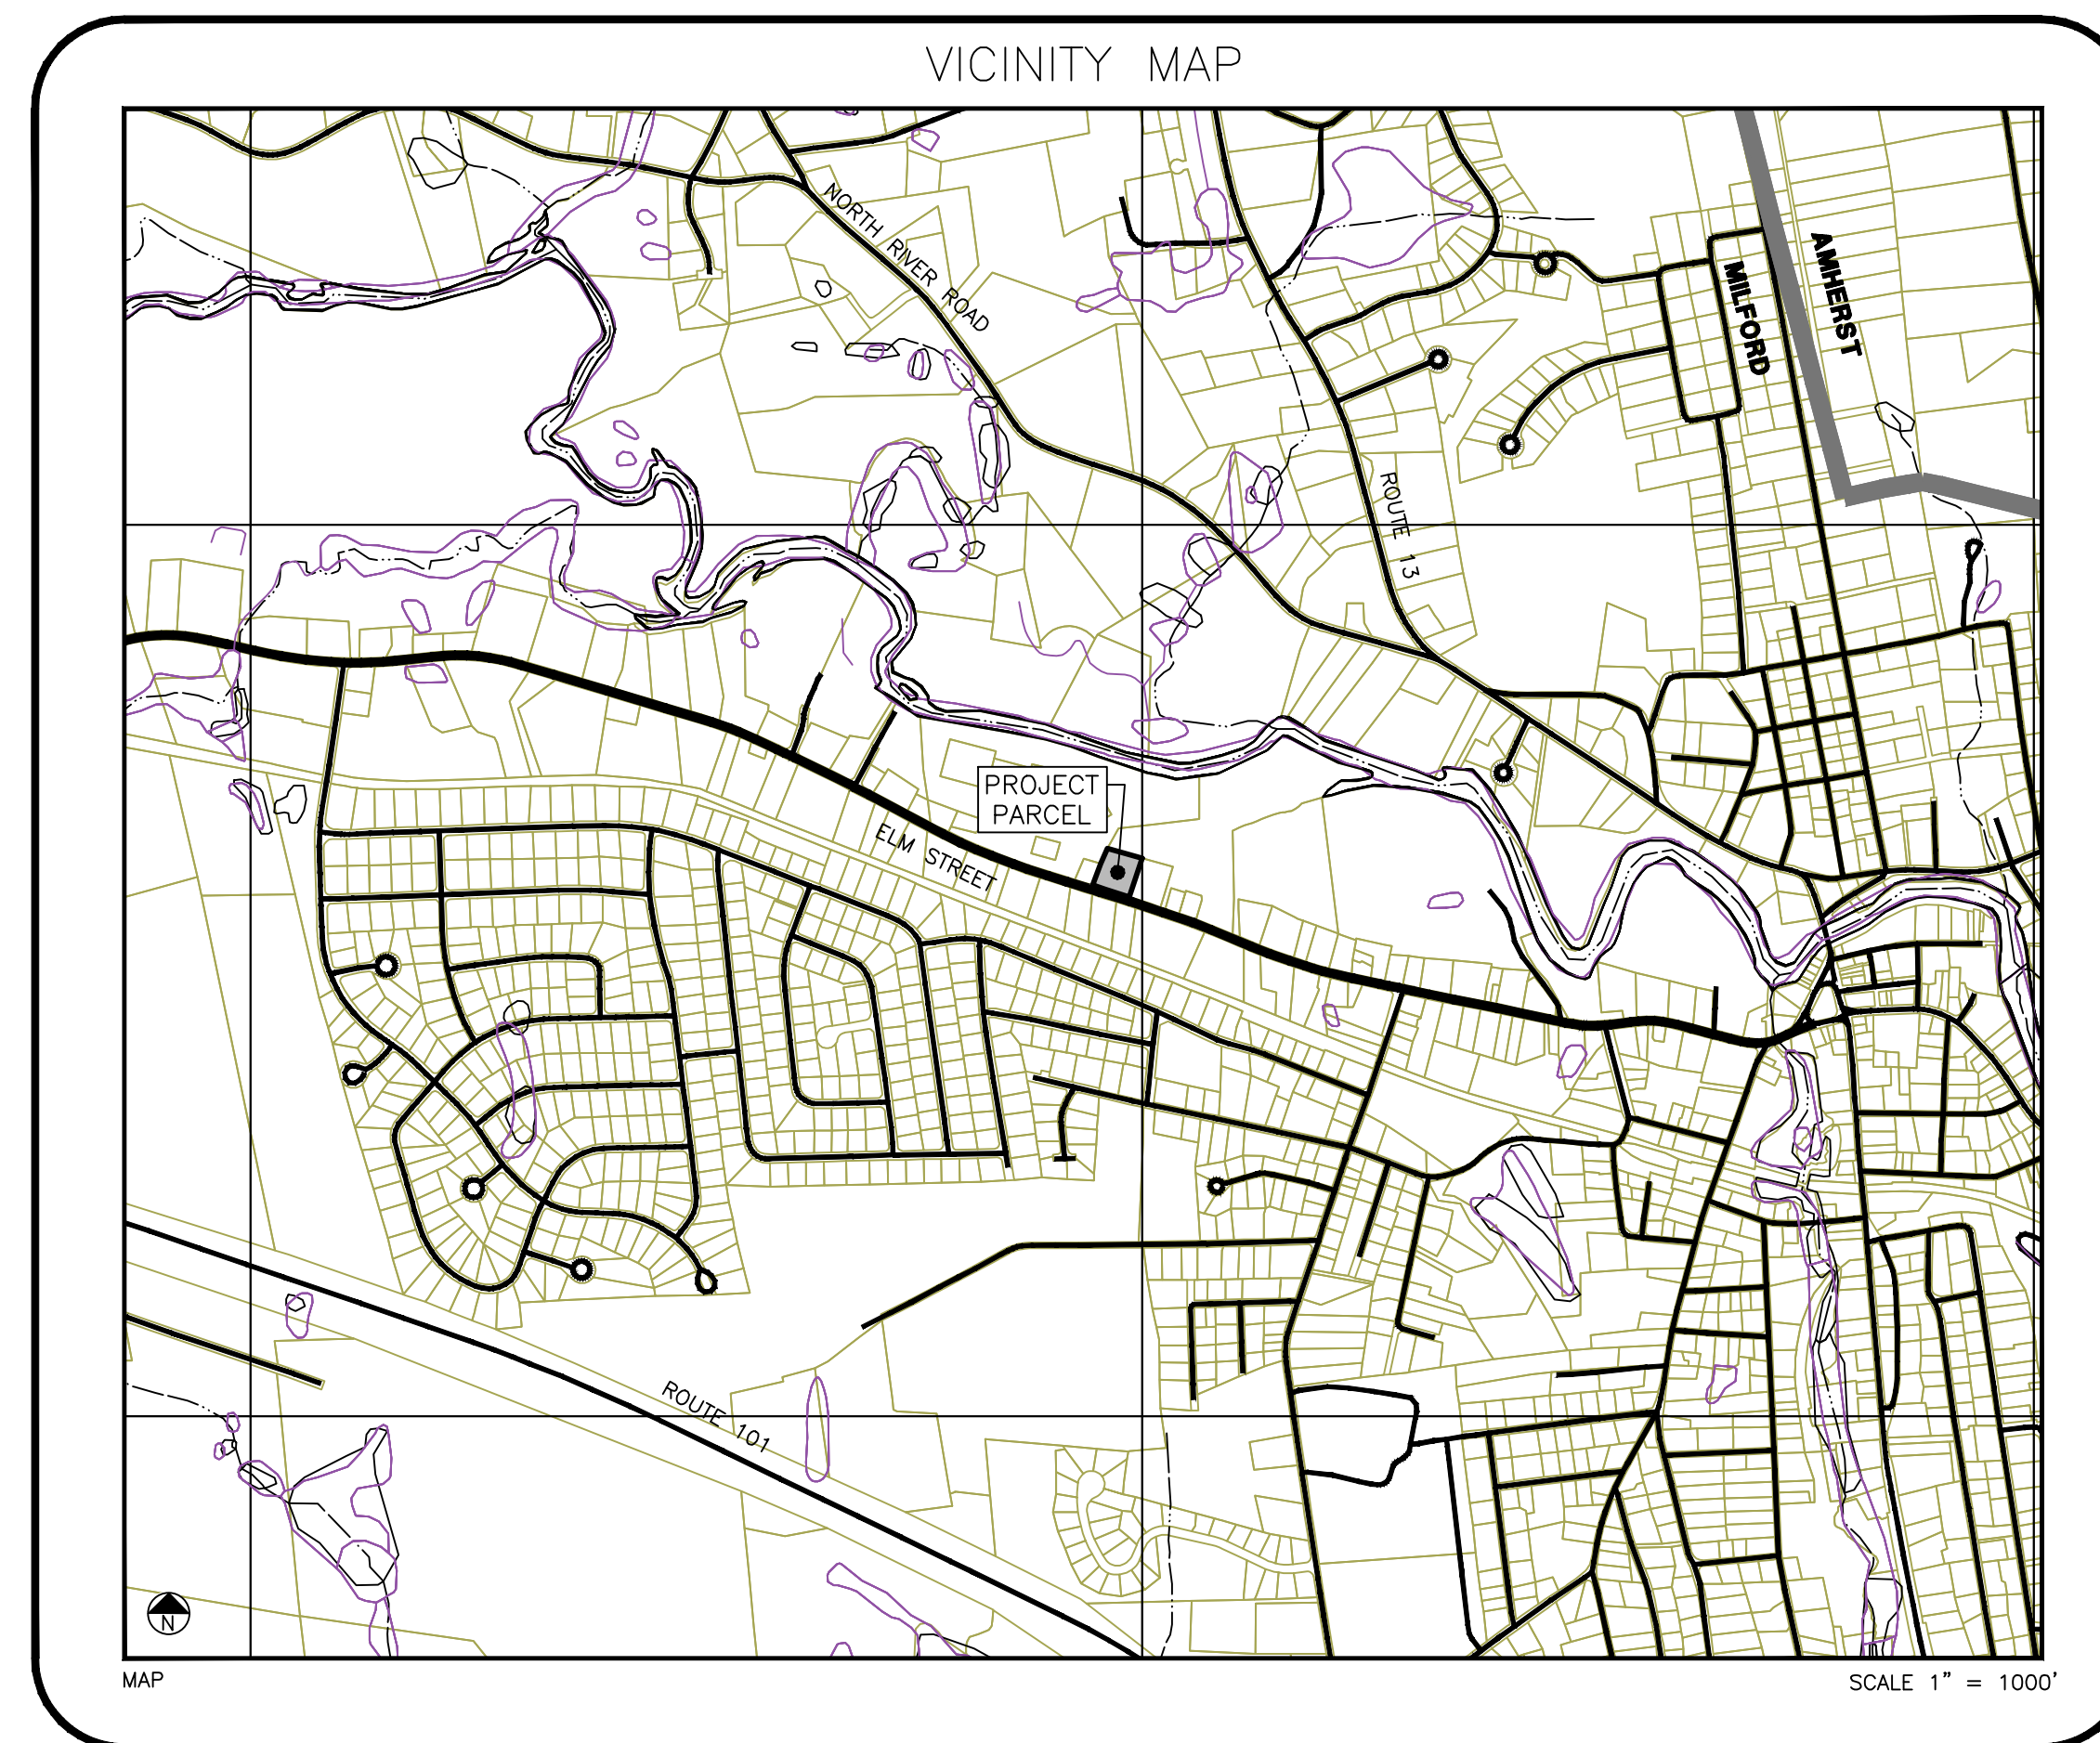 VICINITY MAP
NORTH RIVER ROAD
AMHERST
MILFORD
ROUTE 13
PROJECT
PARCEL
ELM STREET
ROUTE 101
N
MAP
SCALE 1" = 1000'